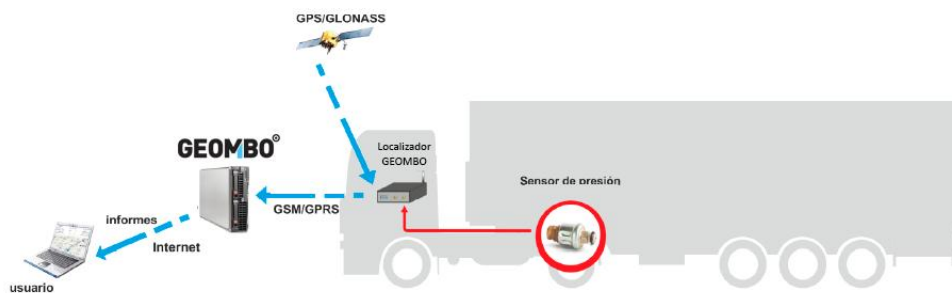 GPS/GLONASS
GEOMBO®
Localizador
GEOMBO
Sensor de presión
GSM/GPRS
informes
Internet
usuario